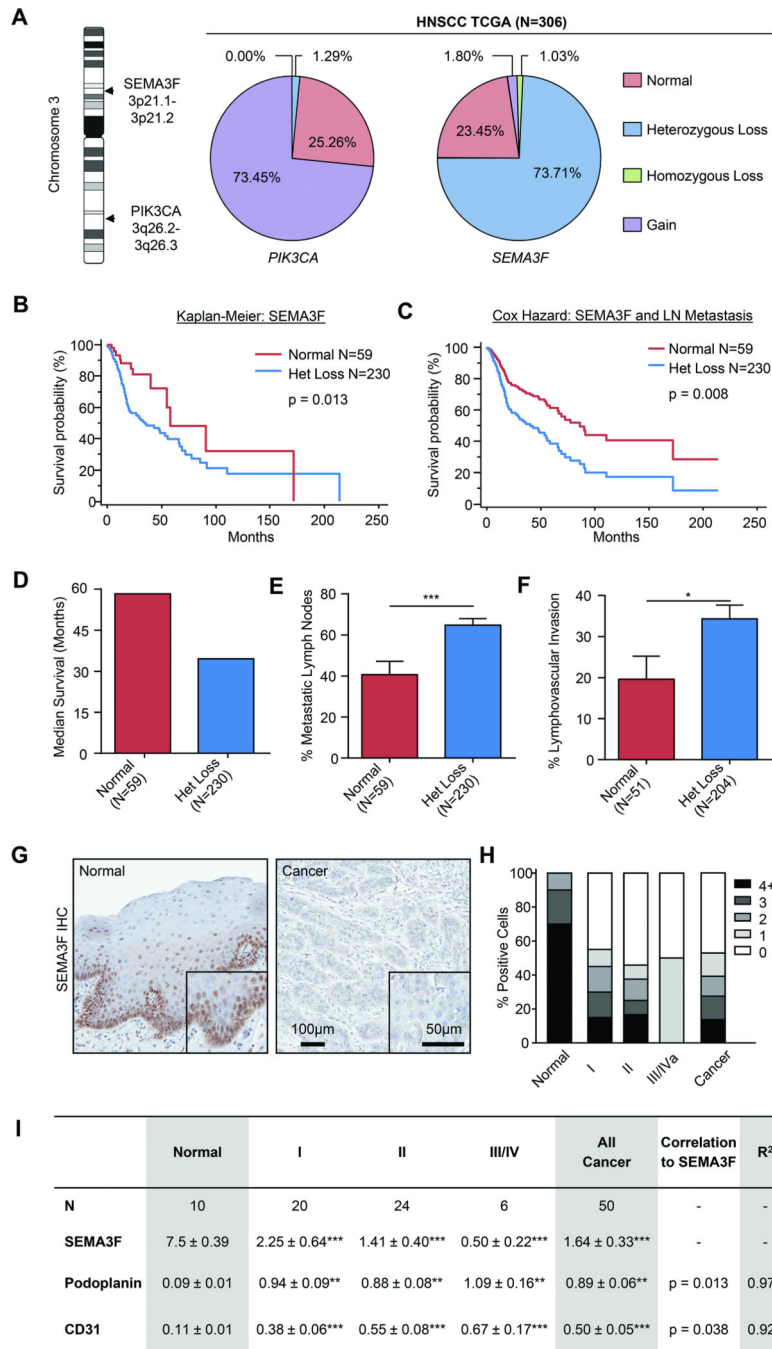 A
HNSCC TCGA (N=306)
Chromosome 3
SEMA3F
3p21.1-
3p21.2
PIK3CA
3q26.2-
3q26.3
0.00%
1.29%
25.26%
73.45%
PIK3CA
1.80%
1.03%
23.45%
73.71%
SEMA3F
Normal
Heterozygous Loss
Homozygous Loss
Gain
B
Kaplan-Meier: SEMA3F
Survival probability (%)
100
80
60
40
20
0
Normal N=59
Het Loss N=230
p = 0.013
0 50 100 150 200 250
Months
C
Cox Hazard: SEMA3F and LN Metastasis
Survival probability (%)
100
80
60
40
20
0
Normal N=59
Het Loss N=230
p = 0.008
0 50 100 150 200 250
Months
D
Median Survival (Months)
60
45
30
15
0
Normal
(N=59)
Het Loss
(N=230)
E
% Metastatic Lymph Nodes
80
60
40
20
0
***
Normal
(N=59)
Het Loss
(N=230)
F
% Lymphovascular Invasion
40
30
20
10
0
*
Normal
(N=51)
Het Loss
(N=204)
G
SEMA3F IHC
Normal
Cancer
100µm
50µm
H
% Positive Cells
100
80
60
40
20
0
Normal
I
II
III/IVa
Cancer
4+
3
2
1
0
I
Normal I II III/IV All Cancer Correlation to SEMA3F R²
N 10 20 24 6 50 - -
SEMA3F 7.5 ± 0.39 2.25 ± 0.64*** 1.41 ± 0.40*** 0.50 ± 0.22*** 1.64 ± 0.33*** - -
Podoplanin 0.09 ± 0.01 0.94 ± 0.09** 0.88 ± 0.08** 1.09 ± 0.16** 0.89 ± 0.06** p = 0.013 0.97
CD31 0.11 ± 0.01 0.38 ± 0.06*** 0.55 ± 0.08*** 0.67 ± 0.17*** 0.50 ± 0.05*** p = 0.038 0.92